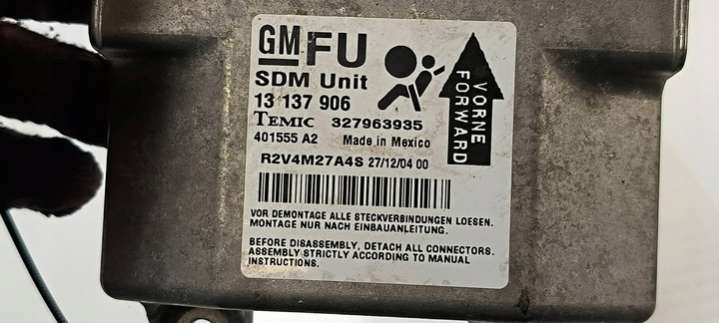 GM FU
SDM Unit
13 137 906
TEMIC 327963935
401555 A2 Made in Mexico
R2V4M27A4S 27/12/04 00
VORNE
FORWARD
VOR DEMONTAGE ALLE STECKVERBINDUNGEN LOESEN.
MONTAGE NUR NACH EINBAUANLEITUNG.
BEFORE DISASSEMBLY, DETACH ALL CONNECTORS.
ASSEMBLY STRICTLY ACCORDING TO MANUAL
INSTRUCTIONS.